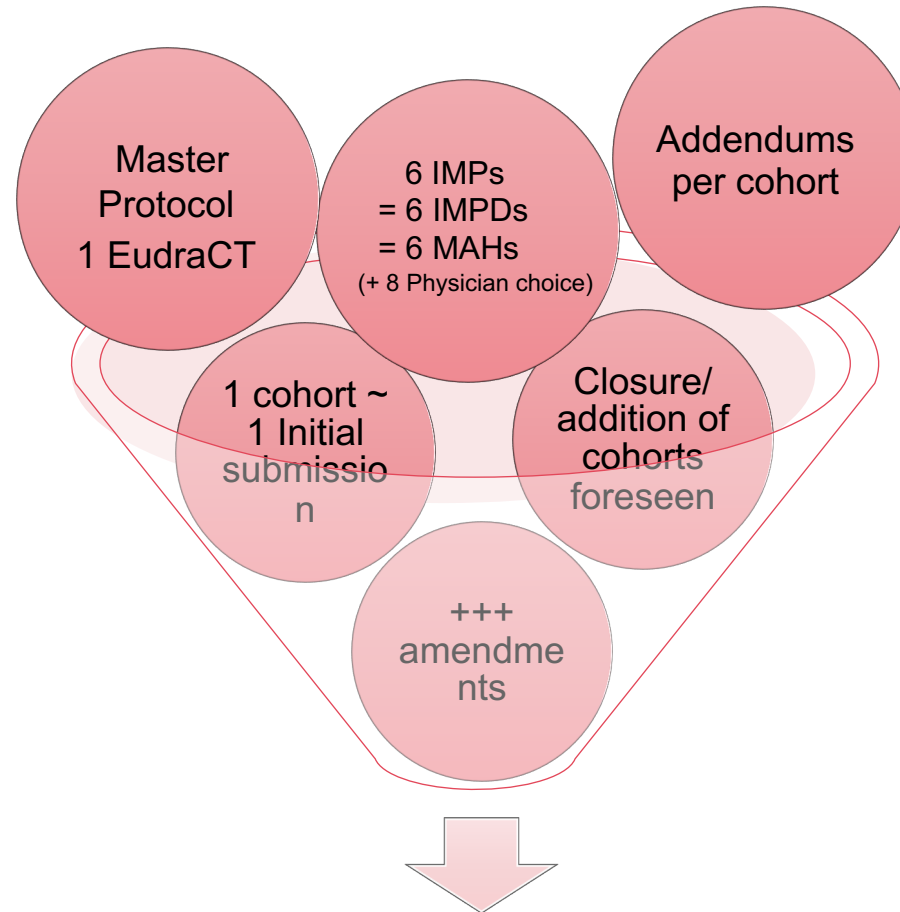 Master
Protocol
1 EudraCT
6 IMPs
= 6 IMPDs
= 6 MAHs
(+ 8 Physician choice)
Addendums
per cohort
1 cohort ~
1 Initial
submissio
n
Closure/
addition of
cohorts
foreseen
+++
amendme
nts